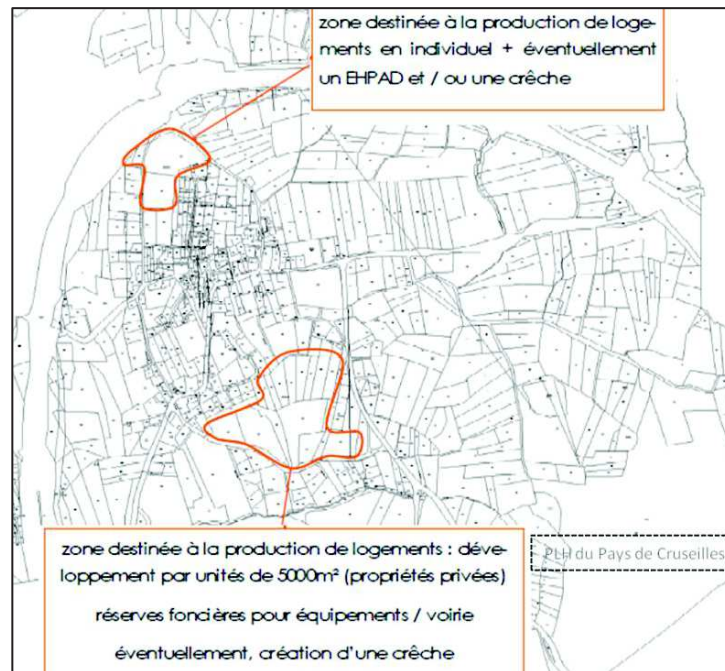 zone destinée à la production de loge-
ments en individuel + éventuellement
un EHPAD et / ou une crêche
zone destinée à la production de logements : déve-
loppement par unités de 5000m² (propriétés privées)
réserves foncières pour équipements / voirie
éventuellement, création d'une crêche
PLH du Pays de Cruseilles